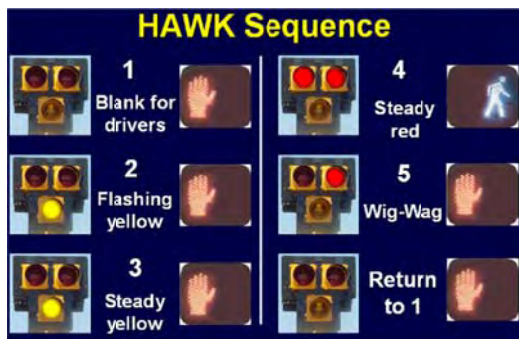 HAWK Sequence
1
Blank for
drivers
2
Flashing
yellow
3
Steady
yellow
4
Steady
red
5
Wig-Wag
Return
to 1